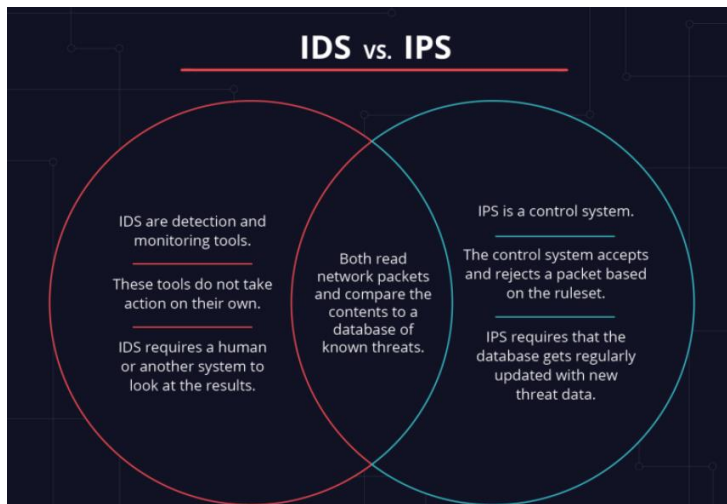 IDS vs. IPS
IDS are detection and
monitoring tools.
These tools do not take
action on their own.
IDS requires a human
or another system to
look at the results.
Both read
network packets
and compare the
contents to a
database of
known threats.
IPS is a control system.
The control system accepts
and rejects a packet based
on the ruleset.
IPS requires that the
database gets regularly
updated with new
threat data.